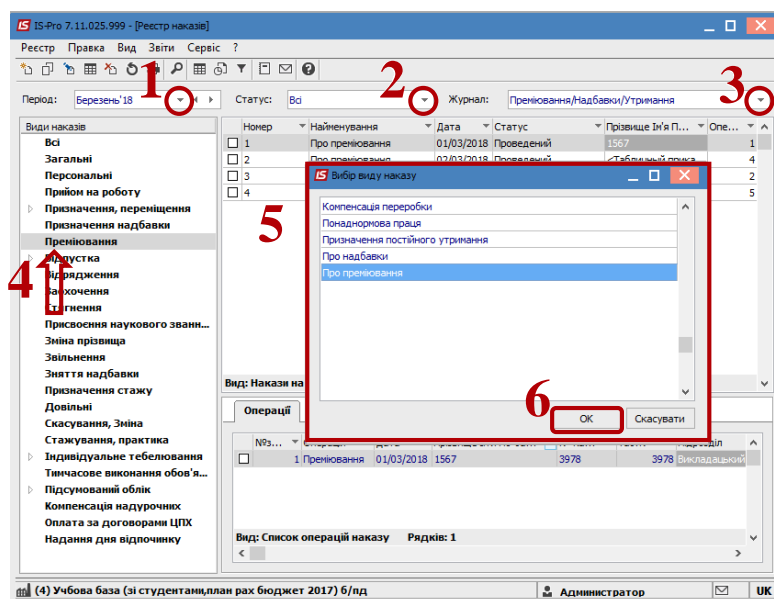 IS-Pro 7.11.025.999 - [Реєстр наказів]
Реєстр Правка Вид Звіти Сервіс ?
Період: Березень'18 Статус: Всі Журнал: Преміювання/Надбавки/Утримання
1 2 3
Види наказів
Всі
Загальні
Персональні
Прийом на роботу
Призначення, переміщення
Призначення надбавки
Преміювання
Відпустка
Відрядження
Заохочення
Стягнення
Присвоєння наукового званн...
Зміна прізвища
Звільнення
Зняття надбавки
Призначення стажу
Довільні
Скасування, Зміна
Стажування, практика
Індивідуальне тебелювання
Тимчасове виконання обов'я...
Підсумований облік
Компенсація надурочних
Оплата за договорами ЦПХ
Надання дня відпочинку
4
Номер Найменування Дата Статус Прізвище Ім'я П... Опе...
1 Про преміювання 01/03/2018 Проведений 1567 1
2 Про преміювання 02/03/2018 Проведений <Табличный прика 4
3 2
4 5
5
Вибір виду наказу
Компенсація переробки
Понаднормова праця
Призначення постійного утримання
Про надбавки
Про преміювання
6
OK Скасувати
Вид: Накази на
Операції
№з... Операція Дата
1 Преміювання 01/03/2018 1567 3978 3978 Викладацький
Вид: Список операцій наказу Рядків: 1
(4) Учбова база (зі студентами,план рах бюджет 2017) б/пд Администратор UK